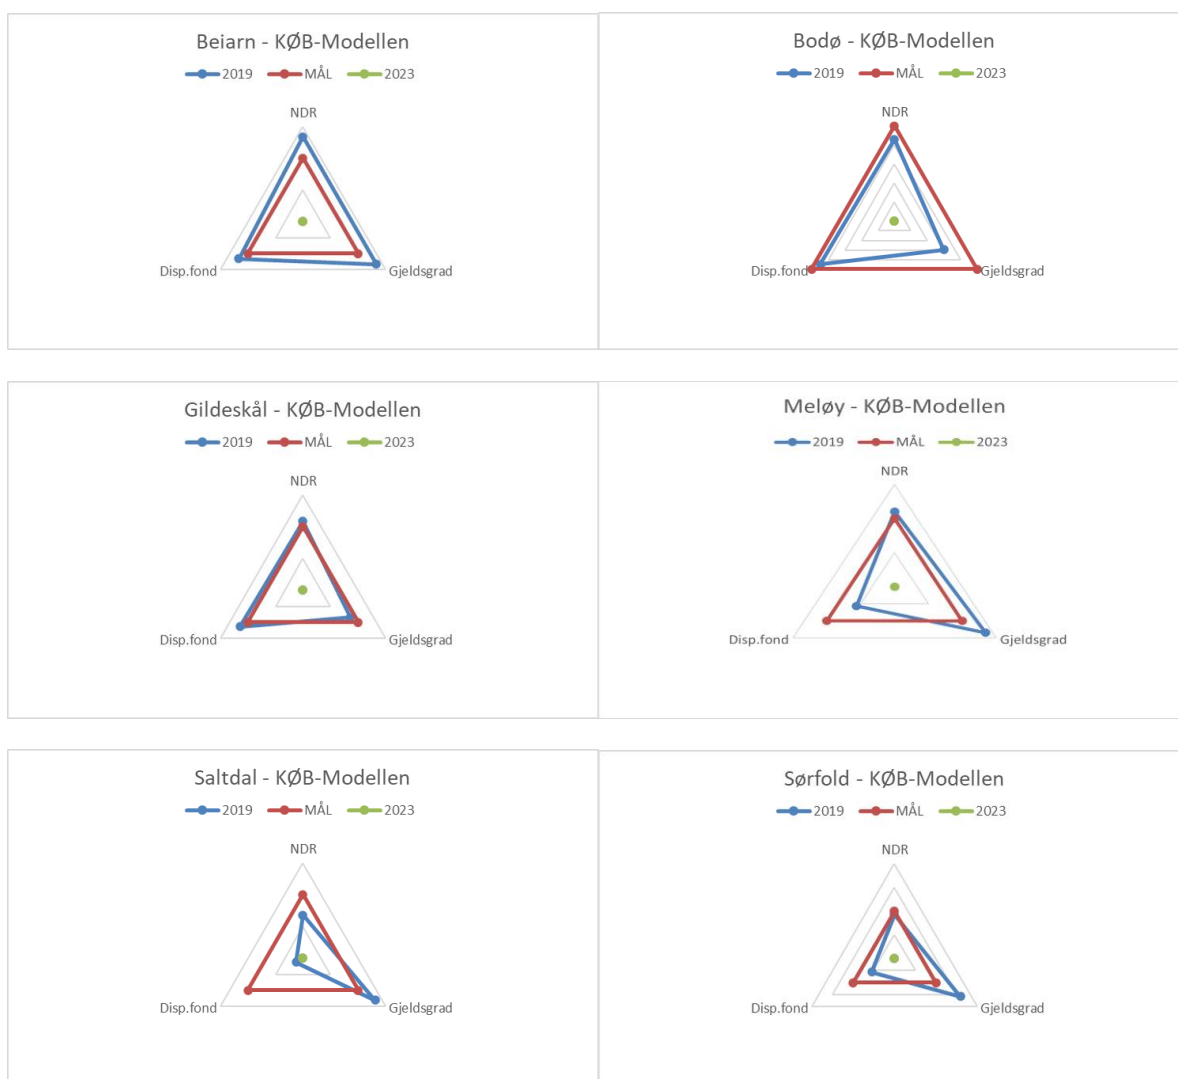 Beiarn - KØB-Modellen
2019 MÅL 2023
NDR
Disp.fond
Gjeldsgrad
Bodø - KØB-Modellen
2019 MÅL 2023
NDR
Disp.fond
Gjeldsgrad
Gildeskål - KØB-Modellen
2019 MÅL 2023
NDR
Disp.fond
Gjeldsgrad
Meløy - KØB-Modellen
2019 MÅL 2023
NDR
Disp.fond
Gjeldsgrad
Saltdal - KØB-Modellen
2019 MÅL 2023
NDR
Disp.fond
Gjeldsgrad
Sørfold - KØB-Modellen
2019 MÅL 2023
NDR
Disp.fond
Gjeldsgrad